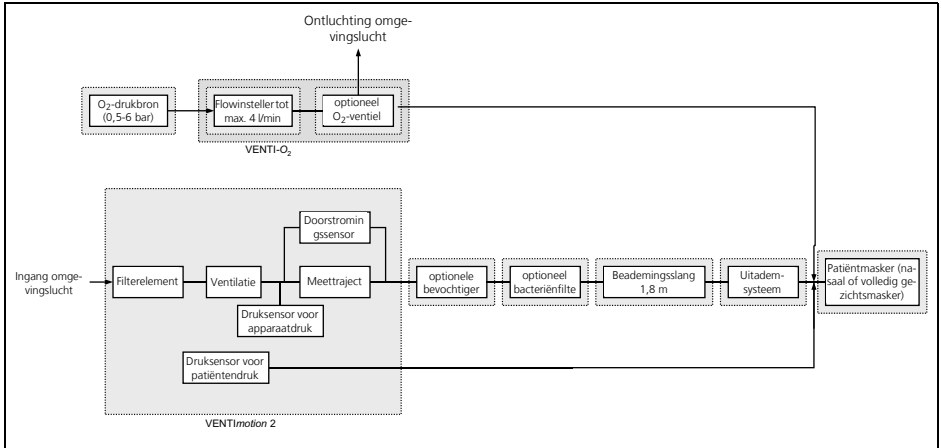 Ontluchting omge-
vingslucht
O₂-drukbron
(0,5-6 bar)
Flowinsteller tot
max. 4 l/min
optioneel
O₂-ventiel
VENTI-O₂
Doorstromin
gssensor
Ingang omge-
vingslucht
Filterelement
Ventilatie
Meettraject
optionele
bevochtiger
optioneel
bacteriënfilte
Beademingsslang
1,8 m
Uitadem-
systeem
Patiëntmasker (na-
saal of volledig ge-
zichtsmasker)
Druksensor voor
apparaatdruk
Druksensor voor
patiëntendruk
VENTImotion 2